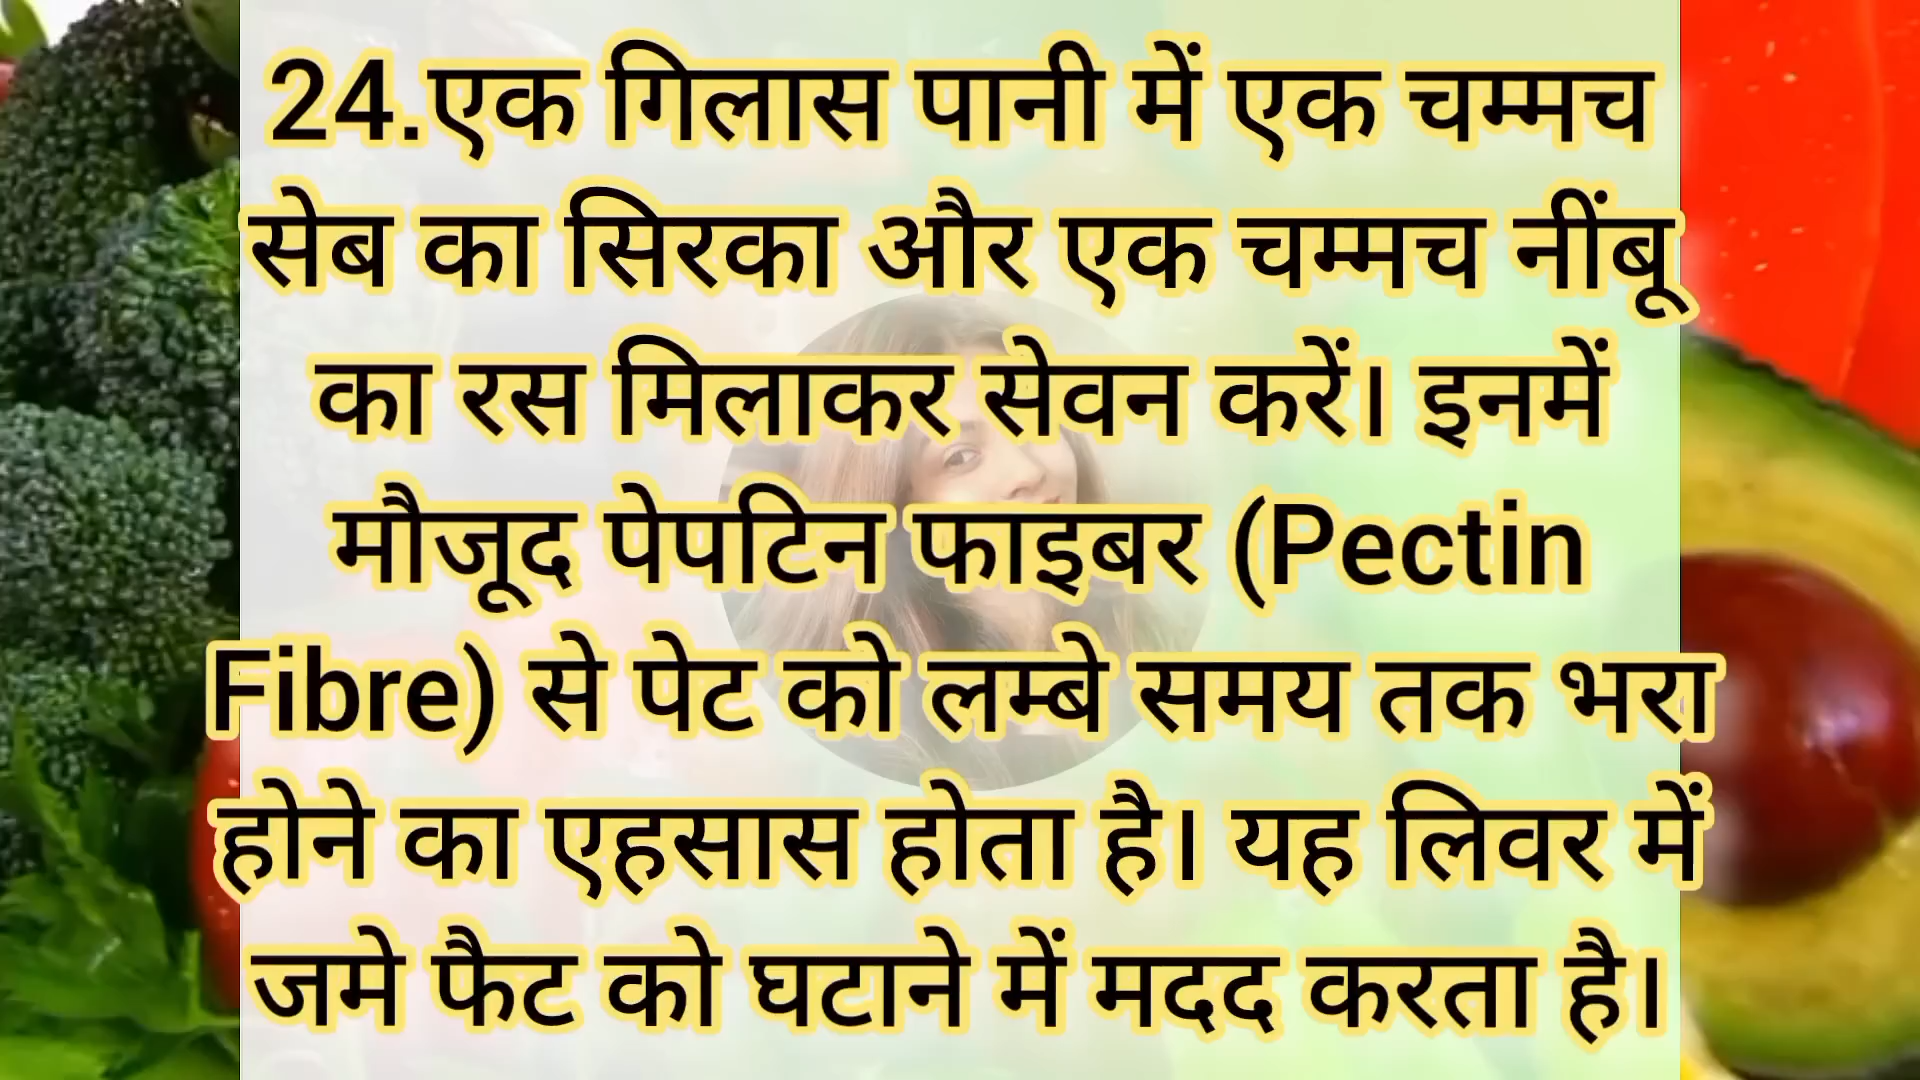 24.एक गिलास पानी में एक चम्मच
सेब का सिरका और एक चम्मच नींबू
का रस मिलाकर सेवन करें। इनमें
मौजूद पेपटिन फाइबर (Pectin
Fibre) से पेट को लम्बे समय तक भरा
होने का एहसास होता है। यह लिवर में
जमे फैट को घटाने में मदद करता है।